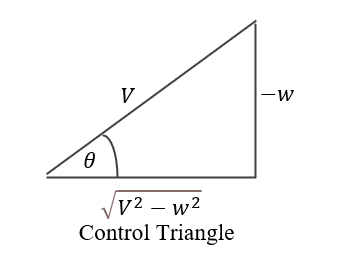 V
−w
θ
√V² − w²
Control Triangle